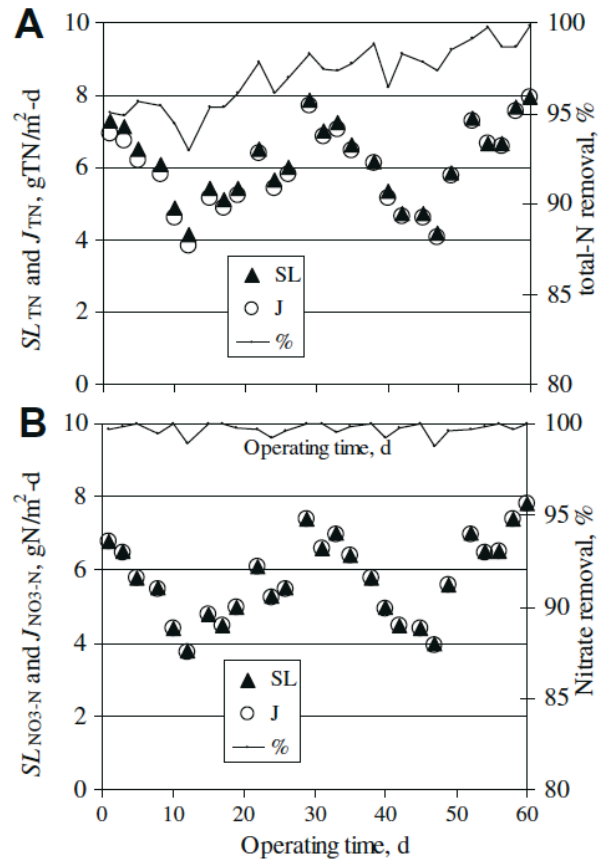 A
10
8
6
4
2
0
SL TN and J TN, gTN/m²-d
100
95
90
85
80
total-N removal, %
SL
J
%
B
10
8
6
4
2
0
SL NO3-N and J NO3-N, gN/m²-d
Operating time, d
100
95
90
85
80
Nitrate removal, %
SL
J
%
0 10 20 30 40 50 60
Operating time, d